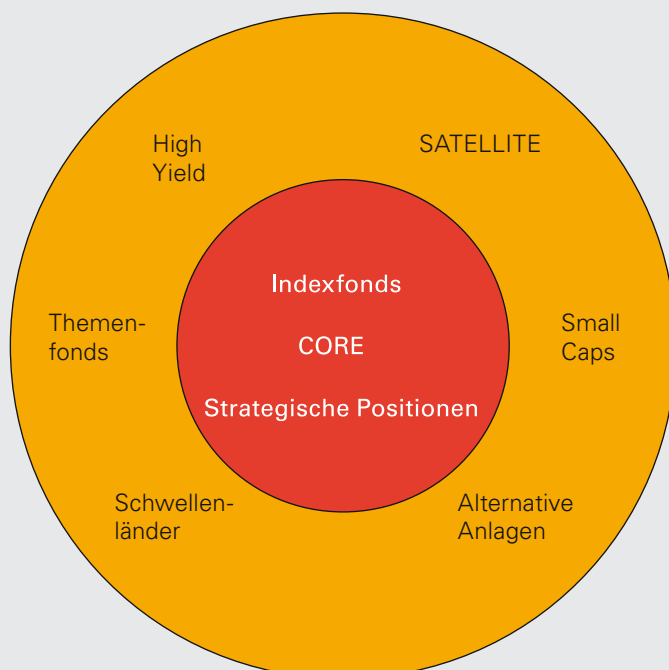 High
Yield
SATELLITE
Indexfonds
Themen-
fonds
CORE
Small
Caps
Strategische Positionen
Schwellen-
länder
Alternative
Anlagen